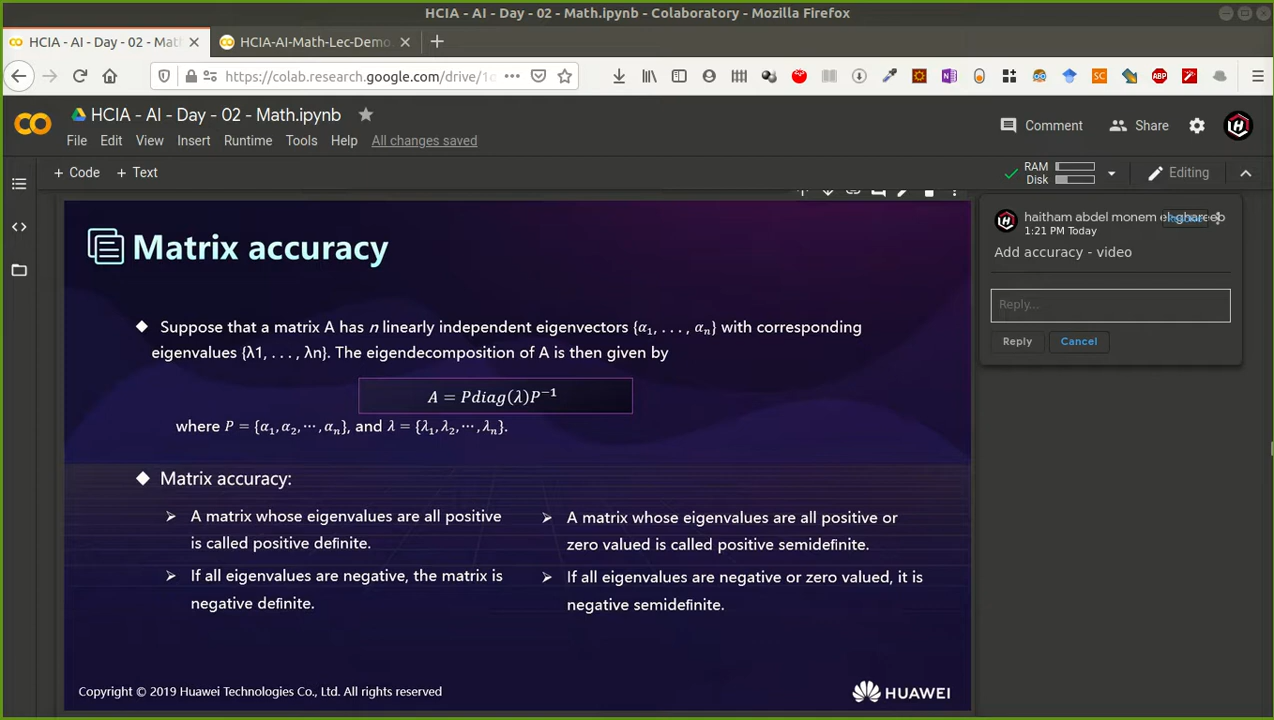 HCIA - AI - Day - 02 - Math.ipynb - Colaboratory - Mozilla Firefox
HCIA - AI - Day - 02 - Mat
HCIA-AI-Math-Lec-Demo
https://colab.research.google.com/drive/1
HCIA - AI - Day - 02 - Math.ipynb
Comment
Share
File Edit View Insert Runtime Tools Help All changes saved
+ Code + Text
RAM
Disk
Editing
Matrix accuracy
Suppose that a matrix A has n linearly independent eigenvectors {α₁, . . . , αₙ} with corresponding
eigenvalues {λ1, . . . , λn}. The eigendecomposition of A is then given by
A = Pdiag(λ)P⁻¹
where P = {α₁, α₂, ⋯, αₙ}, and λ = {λ₁, λ₂, ⋯, λₙ}.
Matrix accuracy:
A matrix whose eigenvalues are all positive
is called positive definite.
If all eigenvalues are negative, the matrix is
negative definite.
A matrix whose eigenvalues are all positive or
zero valued is called positive semidefinite.
If all eigenvalues are negative or zero valued, it is
negative semidefinite.
Copyright © 2019 Huawei Technologies Co., Ltd. All rights reserved
HUAWEI
haitham abdel monem
1:21 PM Today
Add accuracy - video
Reply...
Reply
Cancel